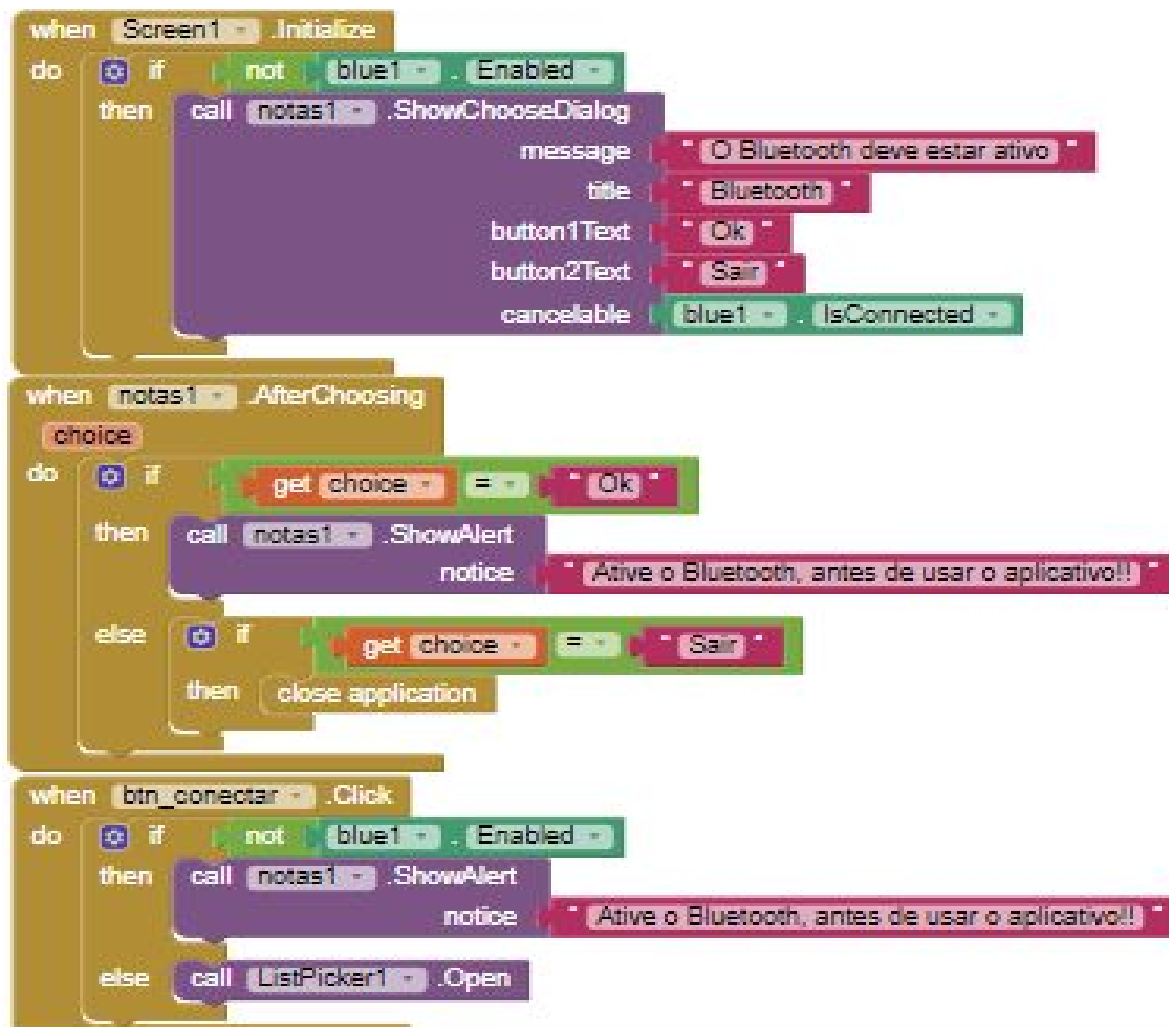 when Screen1 .Initialize
do if not blue1 . Enabled
then call notas1 .ShowChooseDialog
message " O Bluetooth deve estar ativo "
title " Bluetooth "
button1Text " Ok "
button2Text " Sair "
cancelable blue1 . IsConnected
when notas1 .AfterChoosing
choice
do if get choice = " Ok "
then call notas1 .ShowAlert
notice " Ative o Bluetooth, antes de usar o aplicativo!! "
else if get choice = " Sair "
then close application
when btn_conectar .Click
do if not blue1 . Enabled
then call notas1 .ShowAlert
notice " Ative o Bluetooth, antes de usar o aplicativo!! "
else call ListPicker1 .Open